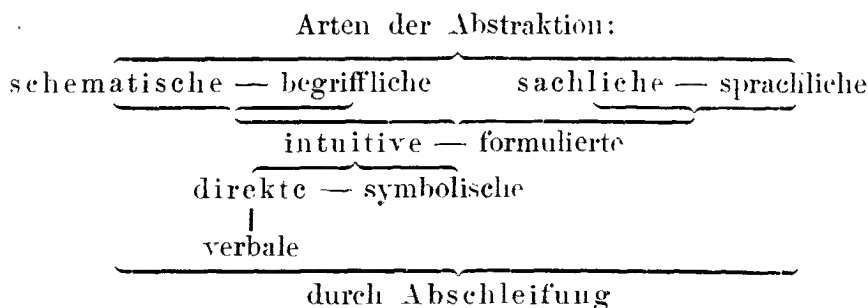 Arten der Abstraktion:
schematische — begriffliche sachliche — sprachliche
intuitive — formulierte
direkte — symbolische
verbale
durch Abschleifung